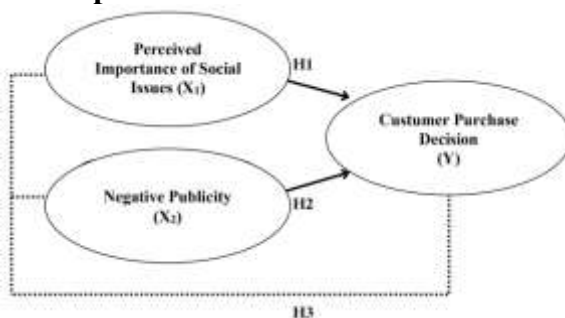 Perceived
Importance of Social
Issues (X₁)
H1
Custumer Purchase
Decision
(Y)
Negative Publicity
(X₂)
H2
H3